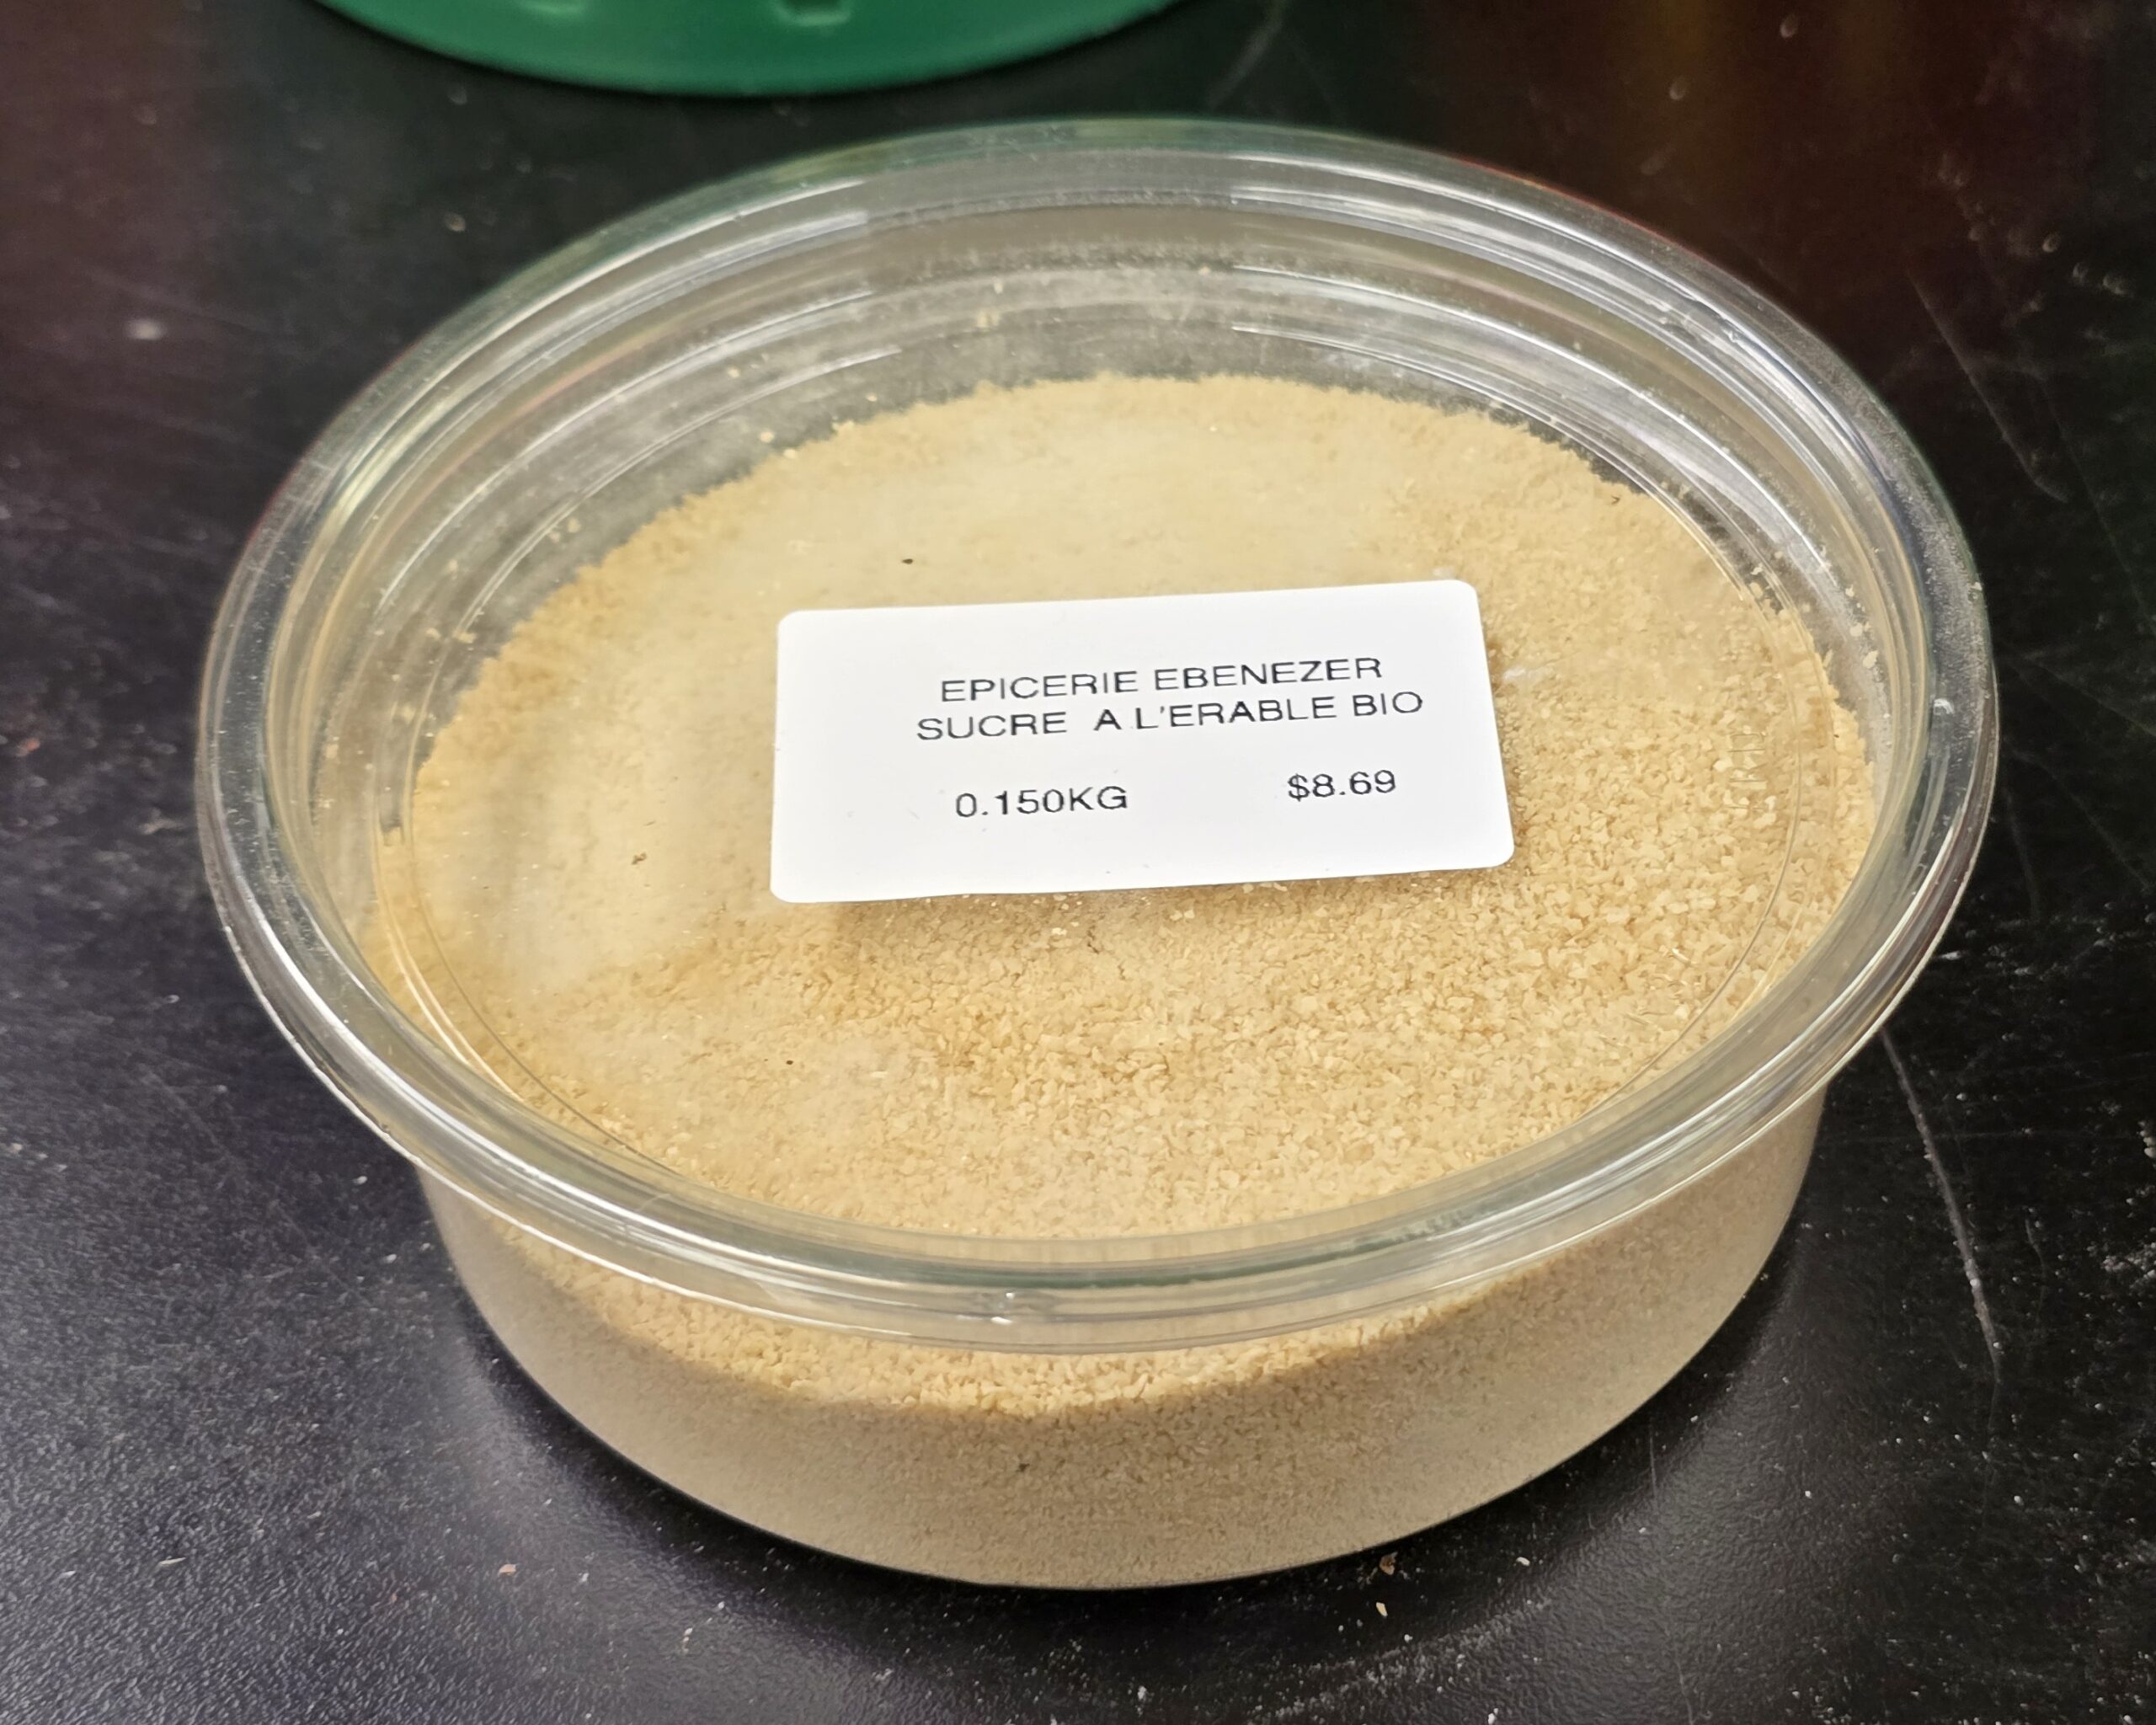 EPICERIE EBENEZER
SUCRE A L'ERABLE BIO
0.150KG $8.69